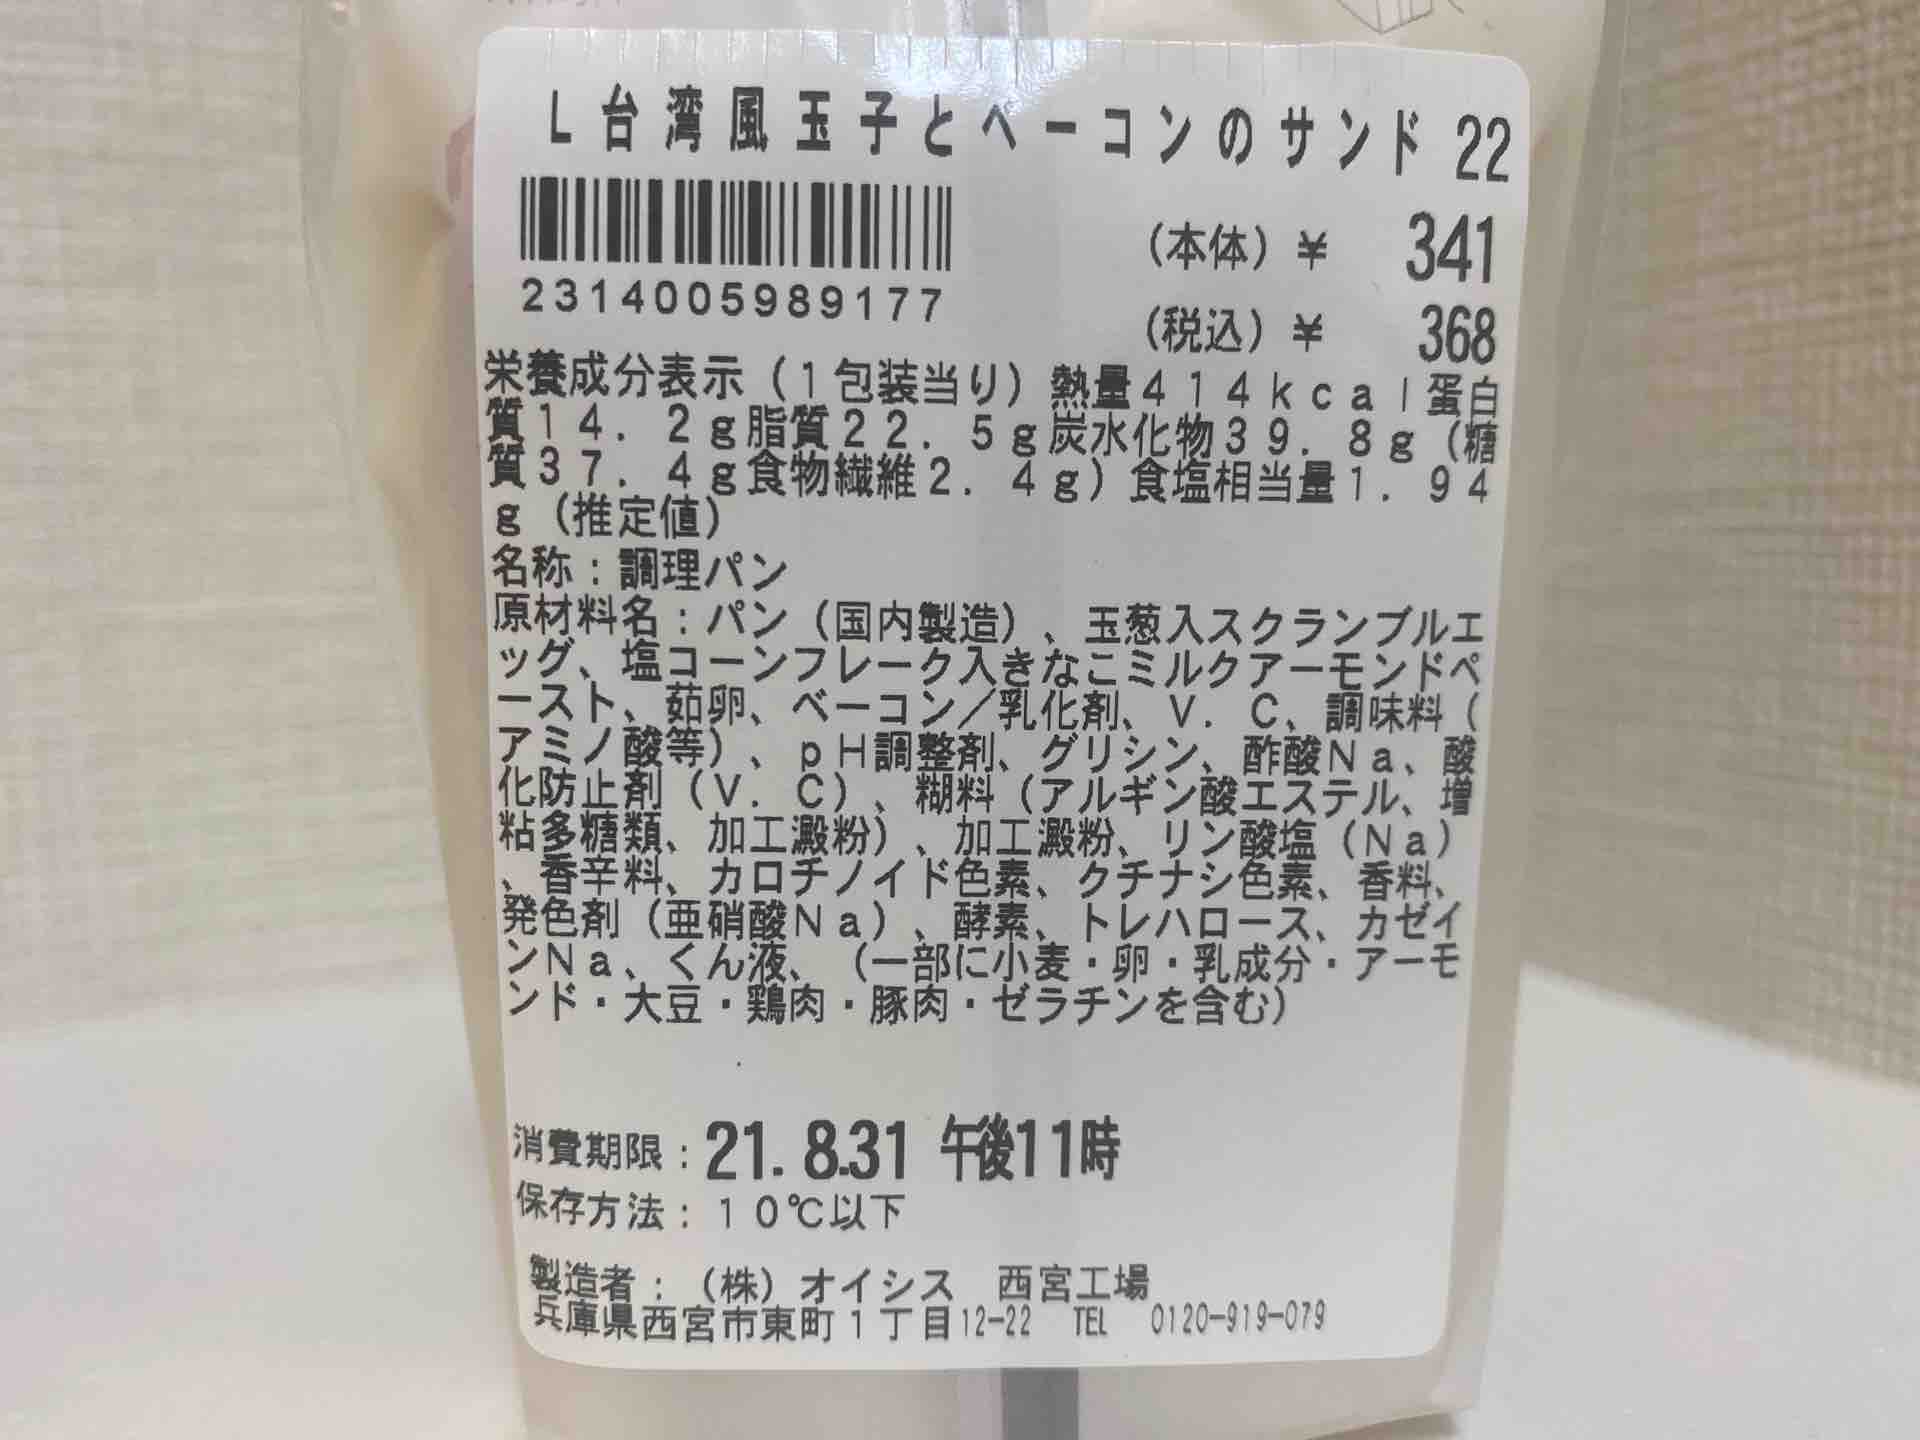 L台湾風玉子とベーコンのサンド 22
2314005989177
(本体)¥ 341
(税込)¥ 368
栄養成分表示(1包装当り)熱量414kcal蛋白
質14.2g脂質22.5g炭水化物39.8g(糖
質37.4g食物繊維2.4g)食塩相当量1.94
g(推定値)
名称:調理パン
原材料名:パン(国内製造)、玉葱入スクランブルエ
ッグ、塩コーンフレーク入きなこミルクアーモンドペ
ースト、茹卵、ベーコン/乳化剤、V.C、調味料(
アミノ酸等)、pH調整剤、グリシン、酢酸Na、酸
化防止剤(V.C)、糊料(アルギン酸エステル、増
粘多糖類、加工澱粉)、加工澱粉、リン酸塩(Na)
、香辛料、カロチノイド色素、クチナシ色素、香料、
発色剤(亜硝酸Na)、酵素、トレハロース、カゼイ
ンNa、くん液、(一部に小麦・卵・乳成分・アーモ
ンド・大豆・鶏肉・豚肉・ゼラチンを含む)
消費期限:21.8.31 午後11時
保存方法:10℃以下
製造者:(株)オイシス 西宮工場
兵庫県西宮市東町1丁目12-22 TEL 0120-919-079